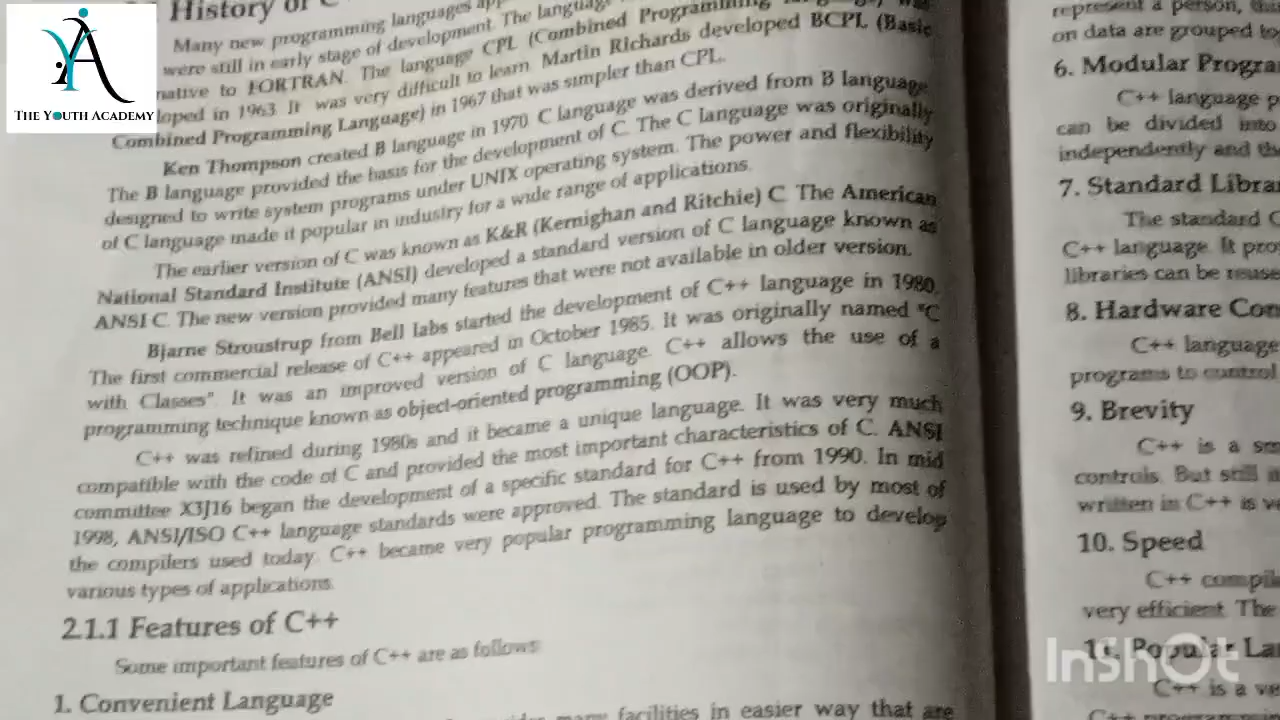 THE YOUTH ACADEMY
History of C
Many new programming languages
were still in early stage of development. The language
native to FORTRAN. The language CPL (Combined Programming
loped in 1963. It was very difficult to learn. Martin Richards developed BCPL (Basic
Combined Programming Language) in 1967 that was simpler than CPL.
Ken Thompson created B language in 1970. C language was derived from B language.
The B language provided the basis for the development of C. The C Language was originally
designed to write system programs under UNIX operating system. The power and flexibility
of C language made it popular in industry for a wide range of applications.
The earlier version of C was known as K&R (Kernighan and Ritchie) C. The American
National Standard Institute (ANSI) developed a standard version of C language known as
ANSI C. The new version provided many features that were not available in older version.
Bjarne Stroustrup from Bell labs started the development of C++ language in 1980.
The first commercial release of C++ appeared in October 1985. It was originally named "C
with Classes". It was an improved version of C language. C++ allows the use of a
programming technique known as object-oriented programming (OOP).
C++ was refined during 1980s and it became a unique language. It was very much
compatible with the code of C and provided the most important characteristics of C. ANSI
committee X3J16 began the development of a specific standard for C++ from 1990. In mid
1998, ANSI/ISO C++ language standards were approved. The standard is used by most of
the compilers used today. C++ became very popular programming language to develop
various types of applications.
2.1.1 Features of C++
Some important features of C++ are as follows:
1. Convenient Language
many facilities in easier way that are
represent a person,
on data are grouped
6. Modular Progra
C++ language p
can be divided into
independently and the
7. Standard Libra
The standard C
C++ language. It pro
libraries can be reuse
8. Hardware Con
C++ language
programs to control
9. Brevity
C++ is a sm
controls. But still a
written in C++ is ve
10. Speed
C++ compil
very efficient. The
11. Popular La
C++ is a ve
InShOt